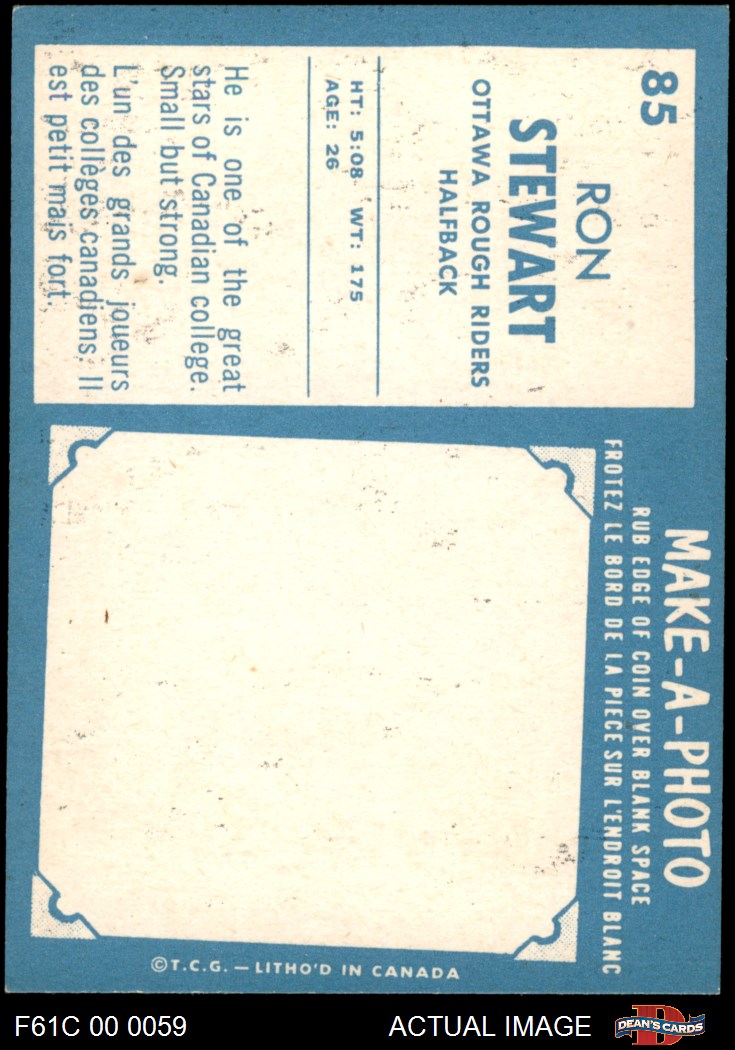 85
RON
STEWART
OTTAWA ROUGH RIDERS
HALFBACK
HT: 5:08 WT: 175
AGE: 26
He is one of the great
stars of Canadian college.
Small but strong.
L'un des grands joueurs
des collèges canadiens. Il
est petit mais fort.
MAKE-A-PHOTO
RUB EDGE OF COIN OVER BLANK SPACE
FROTEZ LE BORD DE LA PIECE SUR L'ENDROIT BLANC
©T.C.G. — LITHO'D IN CANADA
F61C 00 0059
ACTUAL IMAGE
D
DEAN'S CARDS